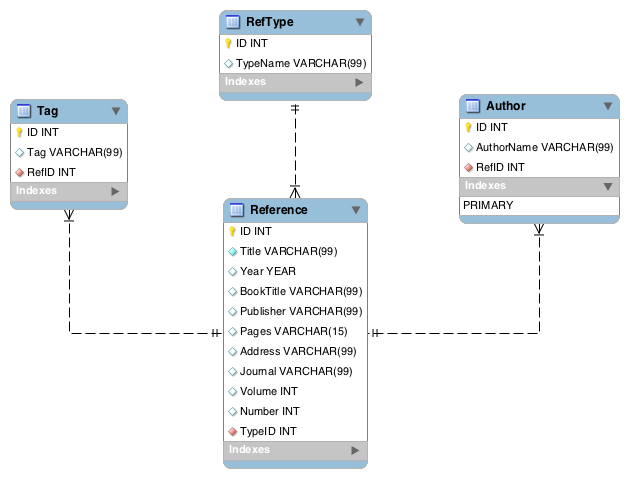 RefType
ID INT
TypeName VARCHAR(99)
Indexes
Tag
ID INT
Tag VARCHAR(99)
RefID INT
Indexes
Author
ID INT
AuthorName VARCHAR(99)
RefID INT
Indexes
PRIMARY
Reference
ID INT
Title VARCHAR(99)
Year YEAR
BookTitle VARCHAR(99)
Publisher VARCHAR(99)
Pages VARCHAR(15)
Address VARCHAR(99)
Journal VARCHAR(99)
Volume INT
Number INT
TypeID INT
Indexes